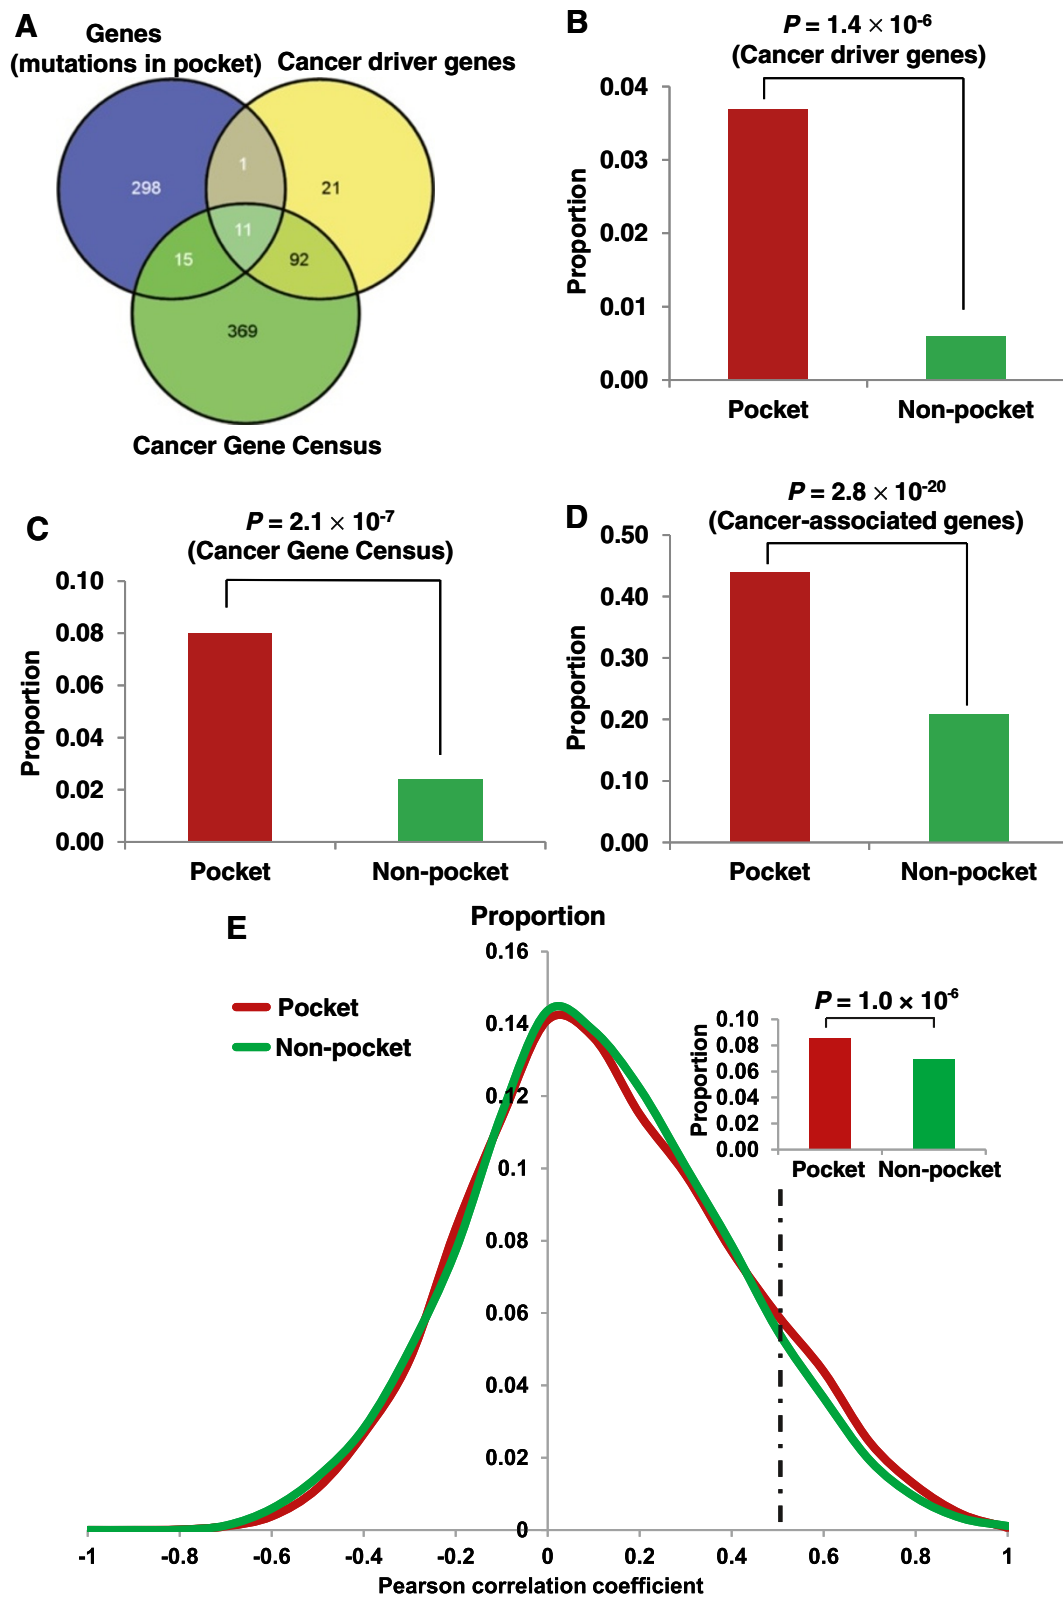 A
Genes
(mutations in pocket)
Cancer driver genes
298
1
21
11
15
92
369
Cancer Gene Census
B
P = 1.4 × 10-6
(Cancer driver genes)
Proportion
0.04
0.03
0.02
0.01
0.00
Pocket
Non-pocket
C
P = 2.1 × 10-7
(Cancer Gene Census)
Proportion
0.10
0.08
0.06
0.04
0.02
0.00
Pocket
Non-pocket
D
P = 2.8 × 10-20
(Cancer-associated genes)
Proportion
0.50
0.40
0.30
0.20
0.10
0.00
Pocket
Non-pocket
E
Proportion
Pocket
Non-pocket
0.16
0.14
0.12
0.1
0.08
0.06
0.04
0.02
0
-1 -0.8 -0.6 -0.4 -0.2 0 0.2 0.4 0.6 0.8 1
Pearson correlation coefficient
P = 1.0 × 10-6
Proportion
0.10
0.08
0.06
0.04
0.02
0.00
Pocket Non-pocket